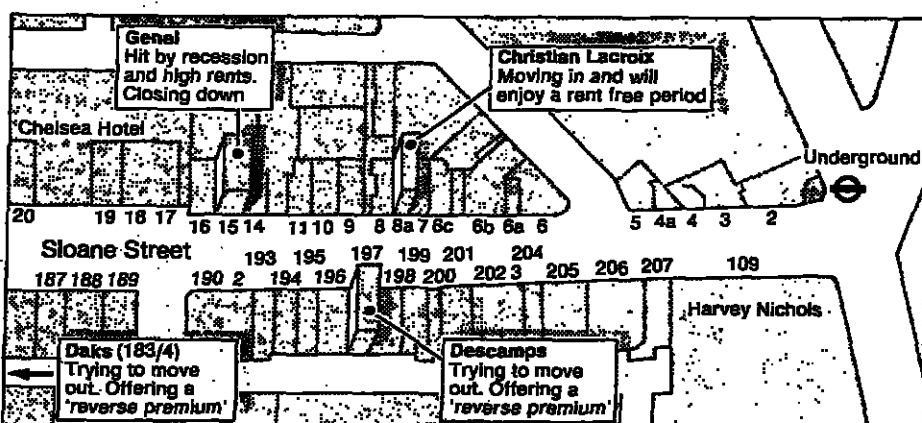 Genel
Hit by recession
and high rents.
Closing down
Christian Lacroix
Moving in and will
enjoy a rent free period
Chelsea Hotel
Underground
20 19 18 17 16 15 14 11 10 9 8 8a 7 6c 6b 6a 6 5 4a 4 3 2
Sloane Street
193 195 197 199 201 204
187 188 189 190 2 194 196 198 200 202 3 205 206 207 109
Harvey Nichols
Daks (183/4)
Trying to move
out. Offering a
'reverse premium'
Descamps
Trying to move
out. Offering a
'reverse premium'